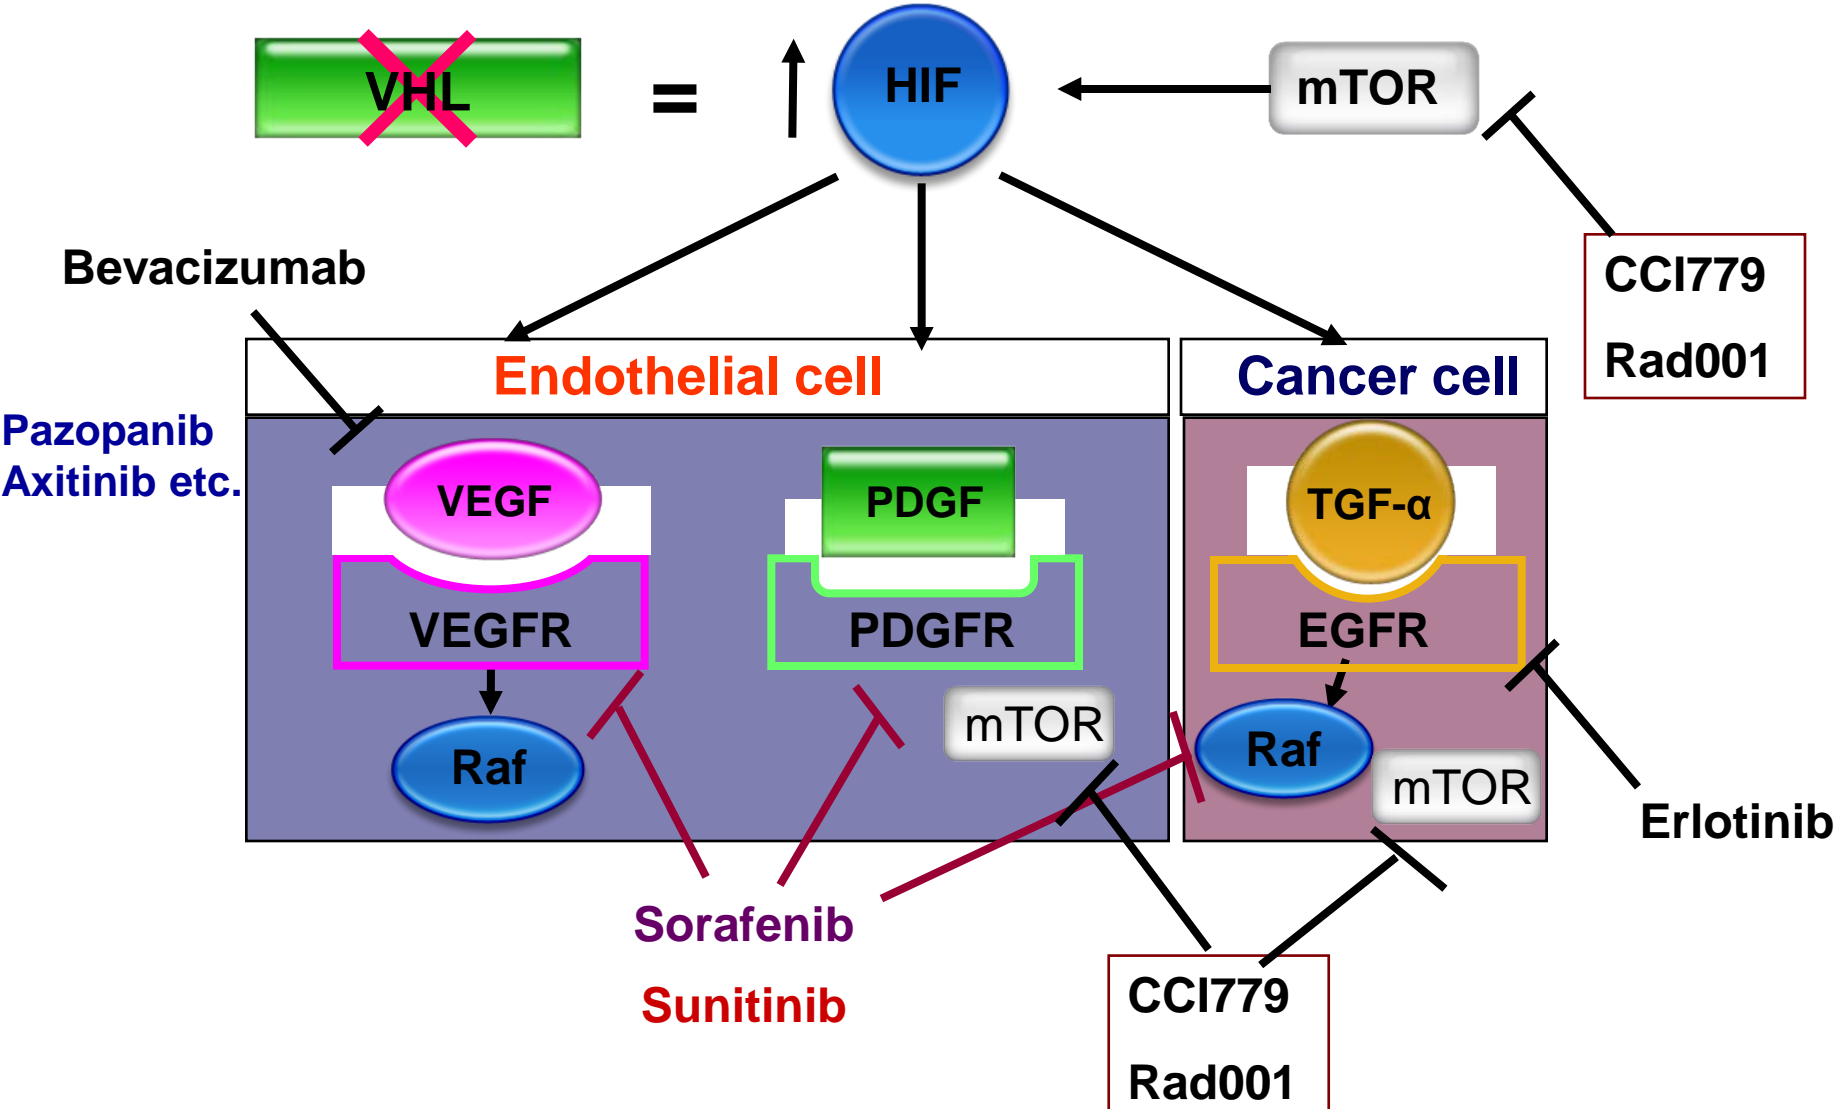 VHL
=
HIF
mTOR
Bevacizumab
CCI779
Rad001
Endothelial cell
Cancer cell
Pazopanib
Axitinib etc.
VEGF
PDGF
TGF-α
VEGFR
PDGFR
EGFR
Raf
mTOR
Raf
mTOR
Erlotinib
Sorafenib
Sunitinib
CCI779
Rad001